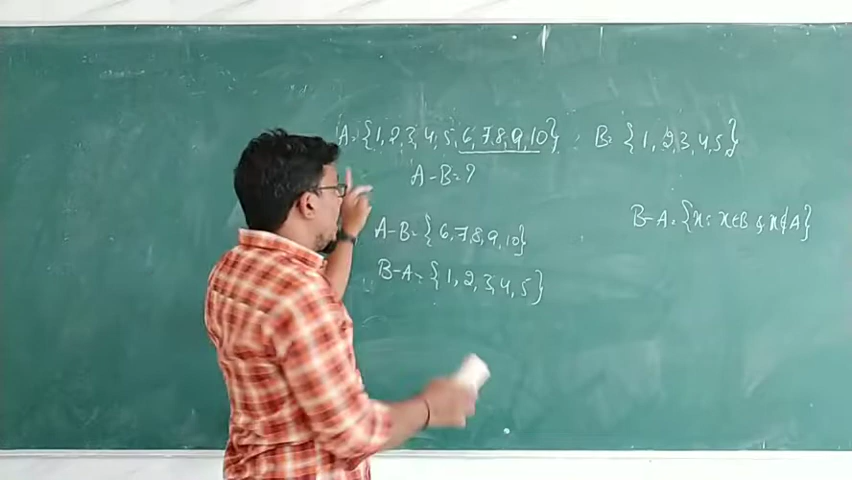 A = {1, 2, 3, 4, 5, 6, 7, 8, 9, 10} , B = {1, 2, 3, 4, 5}
A - B = ?
A - B = {6, 7, 8, 9, 10}
B - A = {x : x ∈ B & x ∉ A}
B - A = {1, 2, 3, 4, 5}